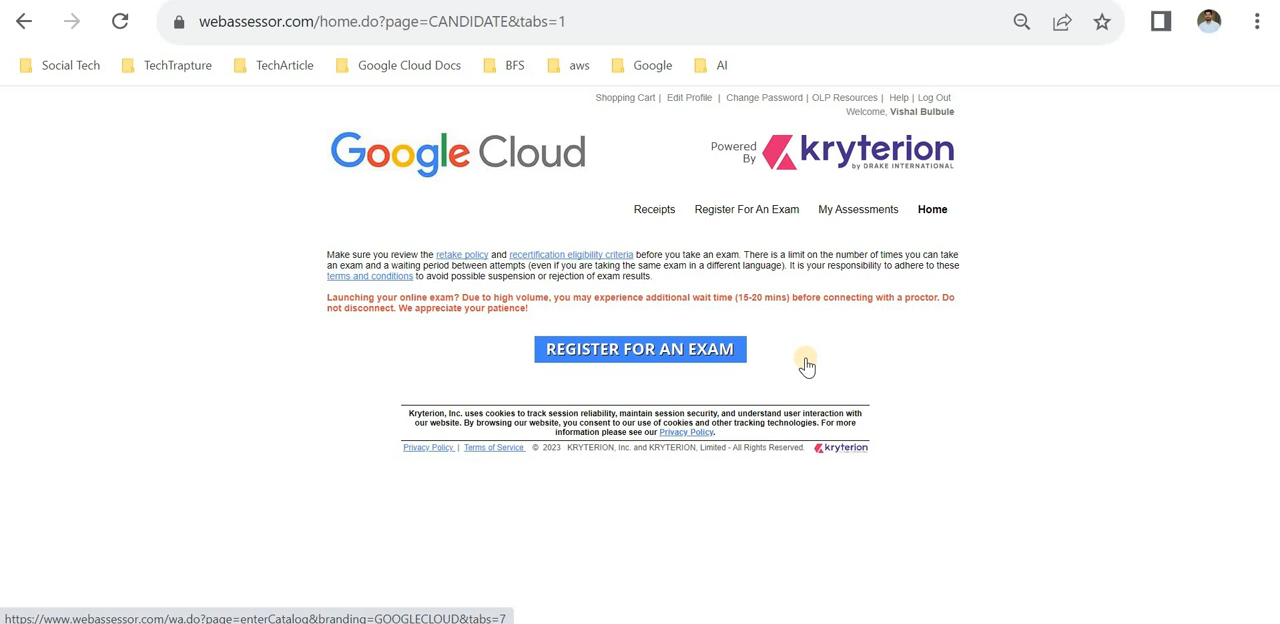 webassessor.com/home.do?page=CANDIDATE&tabs=1
Social Tech TechTrapture TechArticle Google Cloud Docs BFS aws Google AI
Shopping Cart | Edit Profile | Change Password | OLP Resources | Help | Log Out
Welcome, Vishal Bulbule
Google Cloud
Powered By kryterion
by DRAKE INTERNATIONAL
Receipts Register For An Exam My Assessments Home
Make sure you review the retake policy and recertification eligibility criteria before you take an exam. There is a limit on the number of times you can take
an exam and a waiting period between attempts (even if you are taking the same exam in a different language). It is your responsibility to adhere to these
terms and conditions to avoid possible suspension or rejection of exam results.
Launching your online exam? Due to high volume, you may experience additional wait time (15-20 mins) before connecting with a proctor. Do
not disconnect. We appreciate your patience!
REGISTER FOR AN EXAM
Kryterion, Inc. uses cookies to track session reliability, maintain session security, and understand user interaction with
our website. By browsing our website, you consent to our use of cookies and other tracking technologies. For more
information please see our Privacy Policy.
Privacy Policy | Terms of Service © 2023 KRYTERION, Inc. and KRYTERION, Limited - All Rights Reserved. kryterion
https://www.webassessor.com/wa.do?page=enterCatalog&branding=GOOGLECLOUD&tabs=7